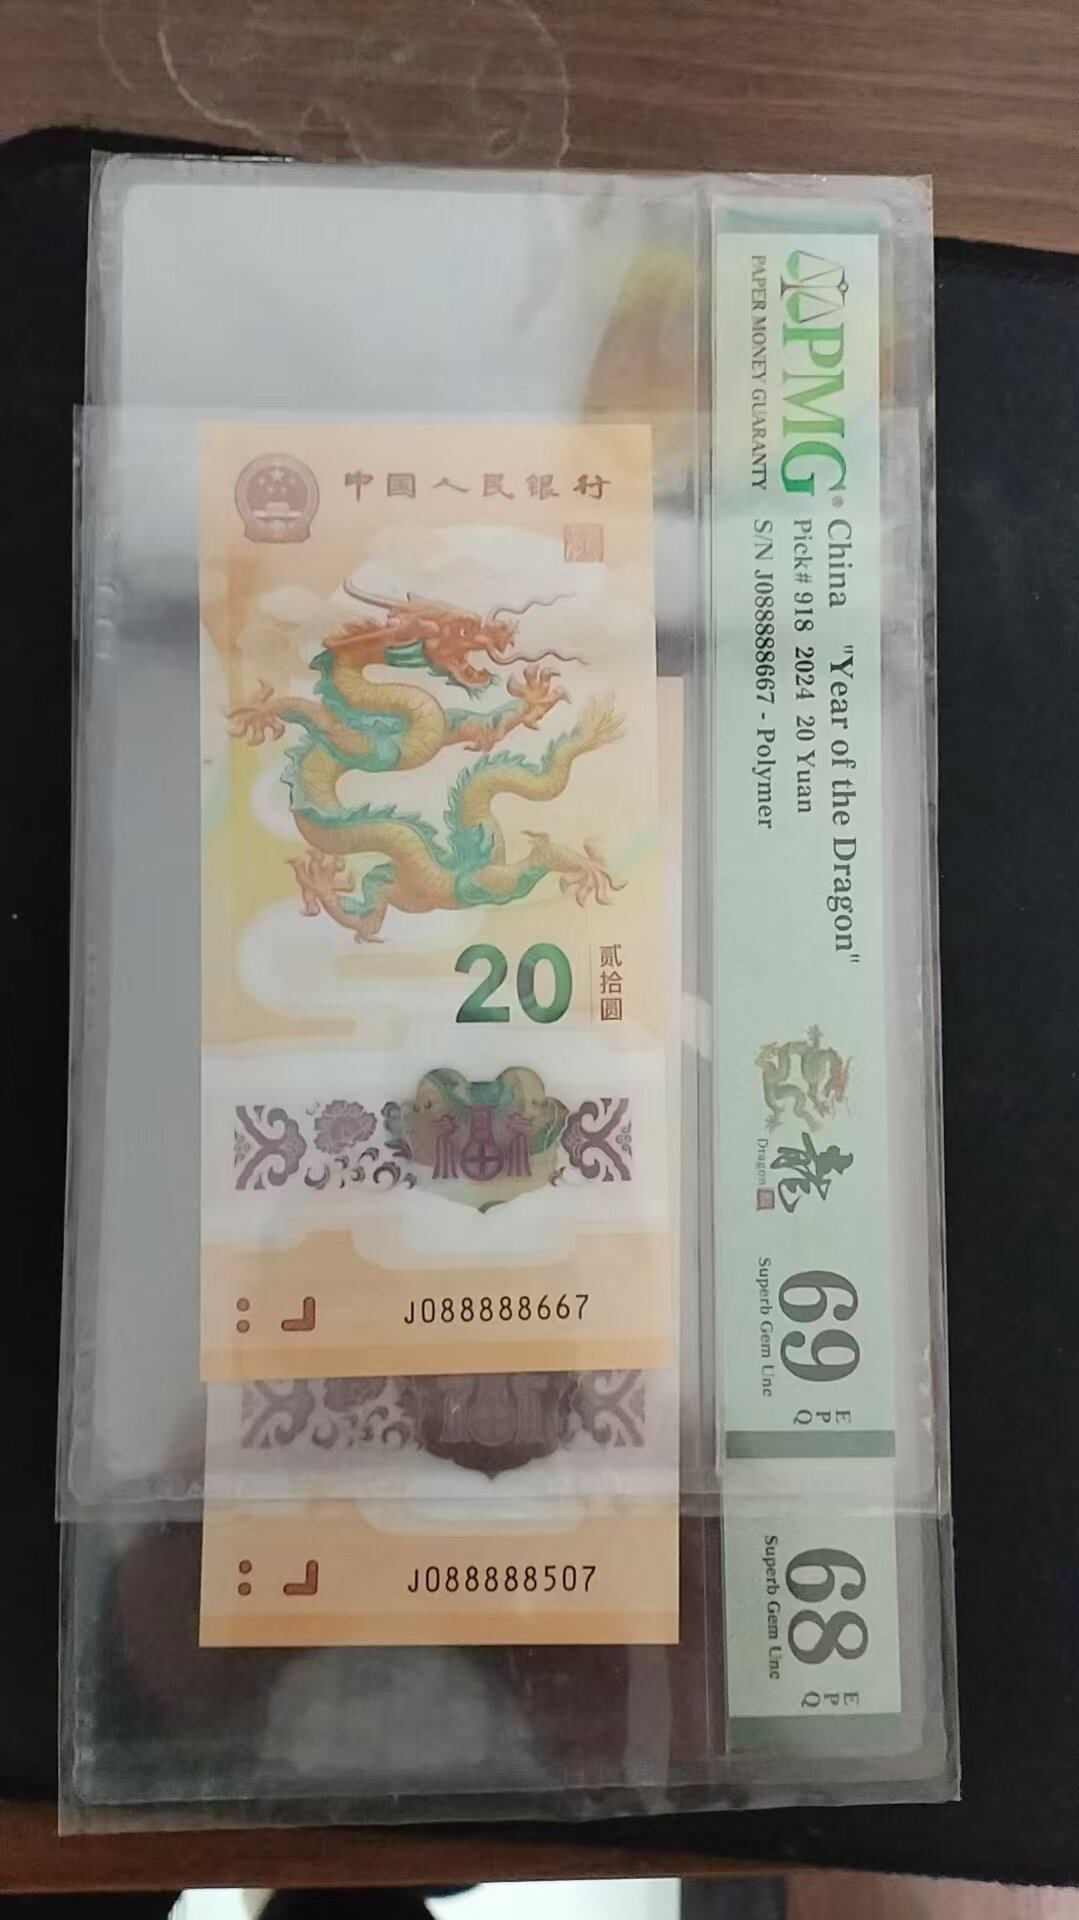 中国人民银行
20
贰拾圆
J088888667
J088888507
PMG®
PAPER MONEY GUARANTY
China "Year of the Dragon"
Pick# 918 2024 20 Yuan
S/N J088888667 - Polymer
龍
Dragon
69
EPQ
Superb Gem Unc
68
EPQ
Superb Gem Unc